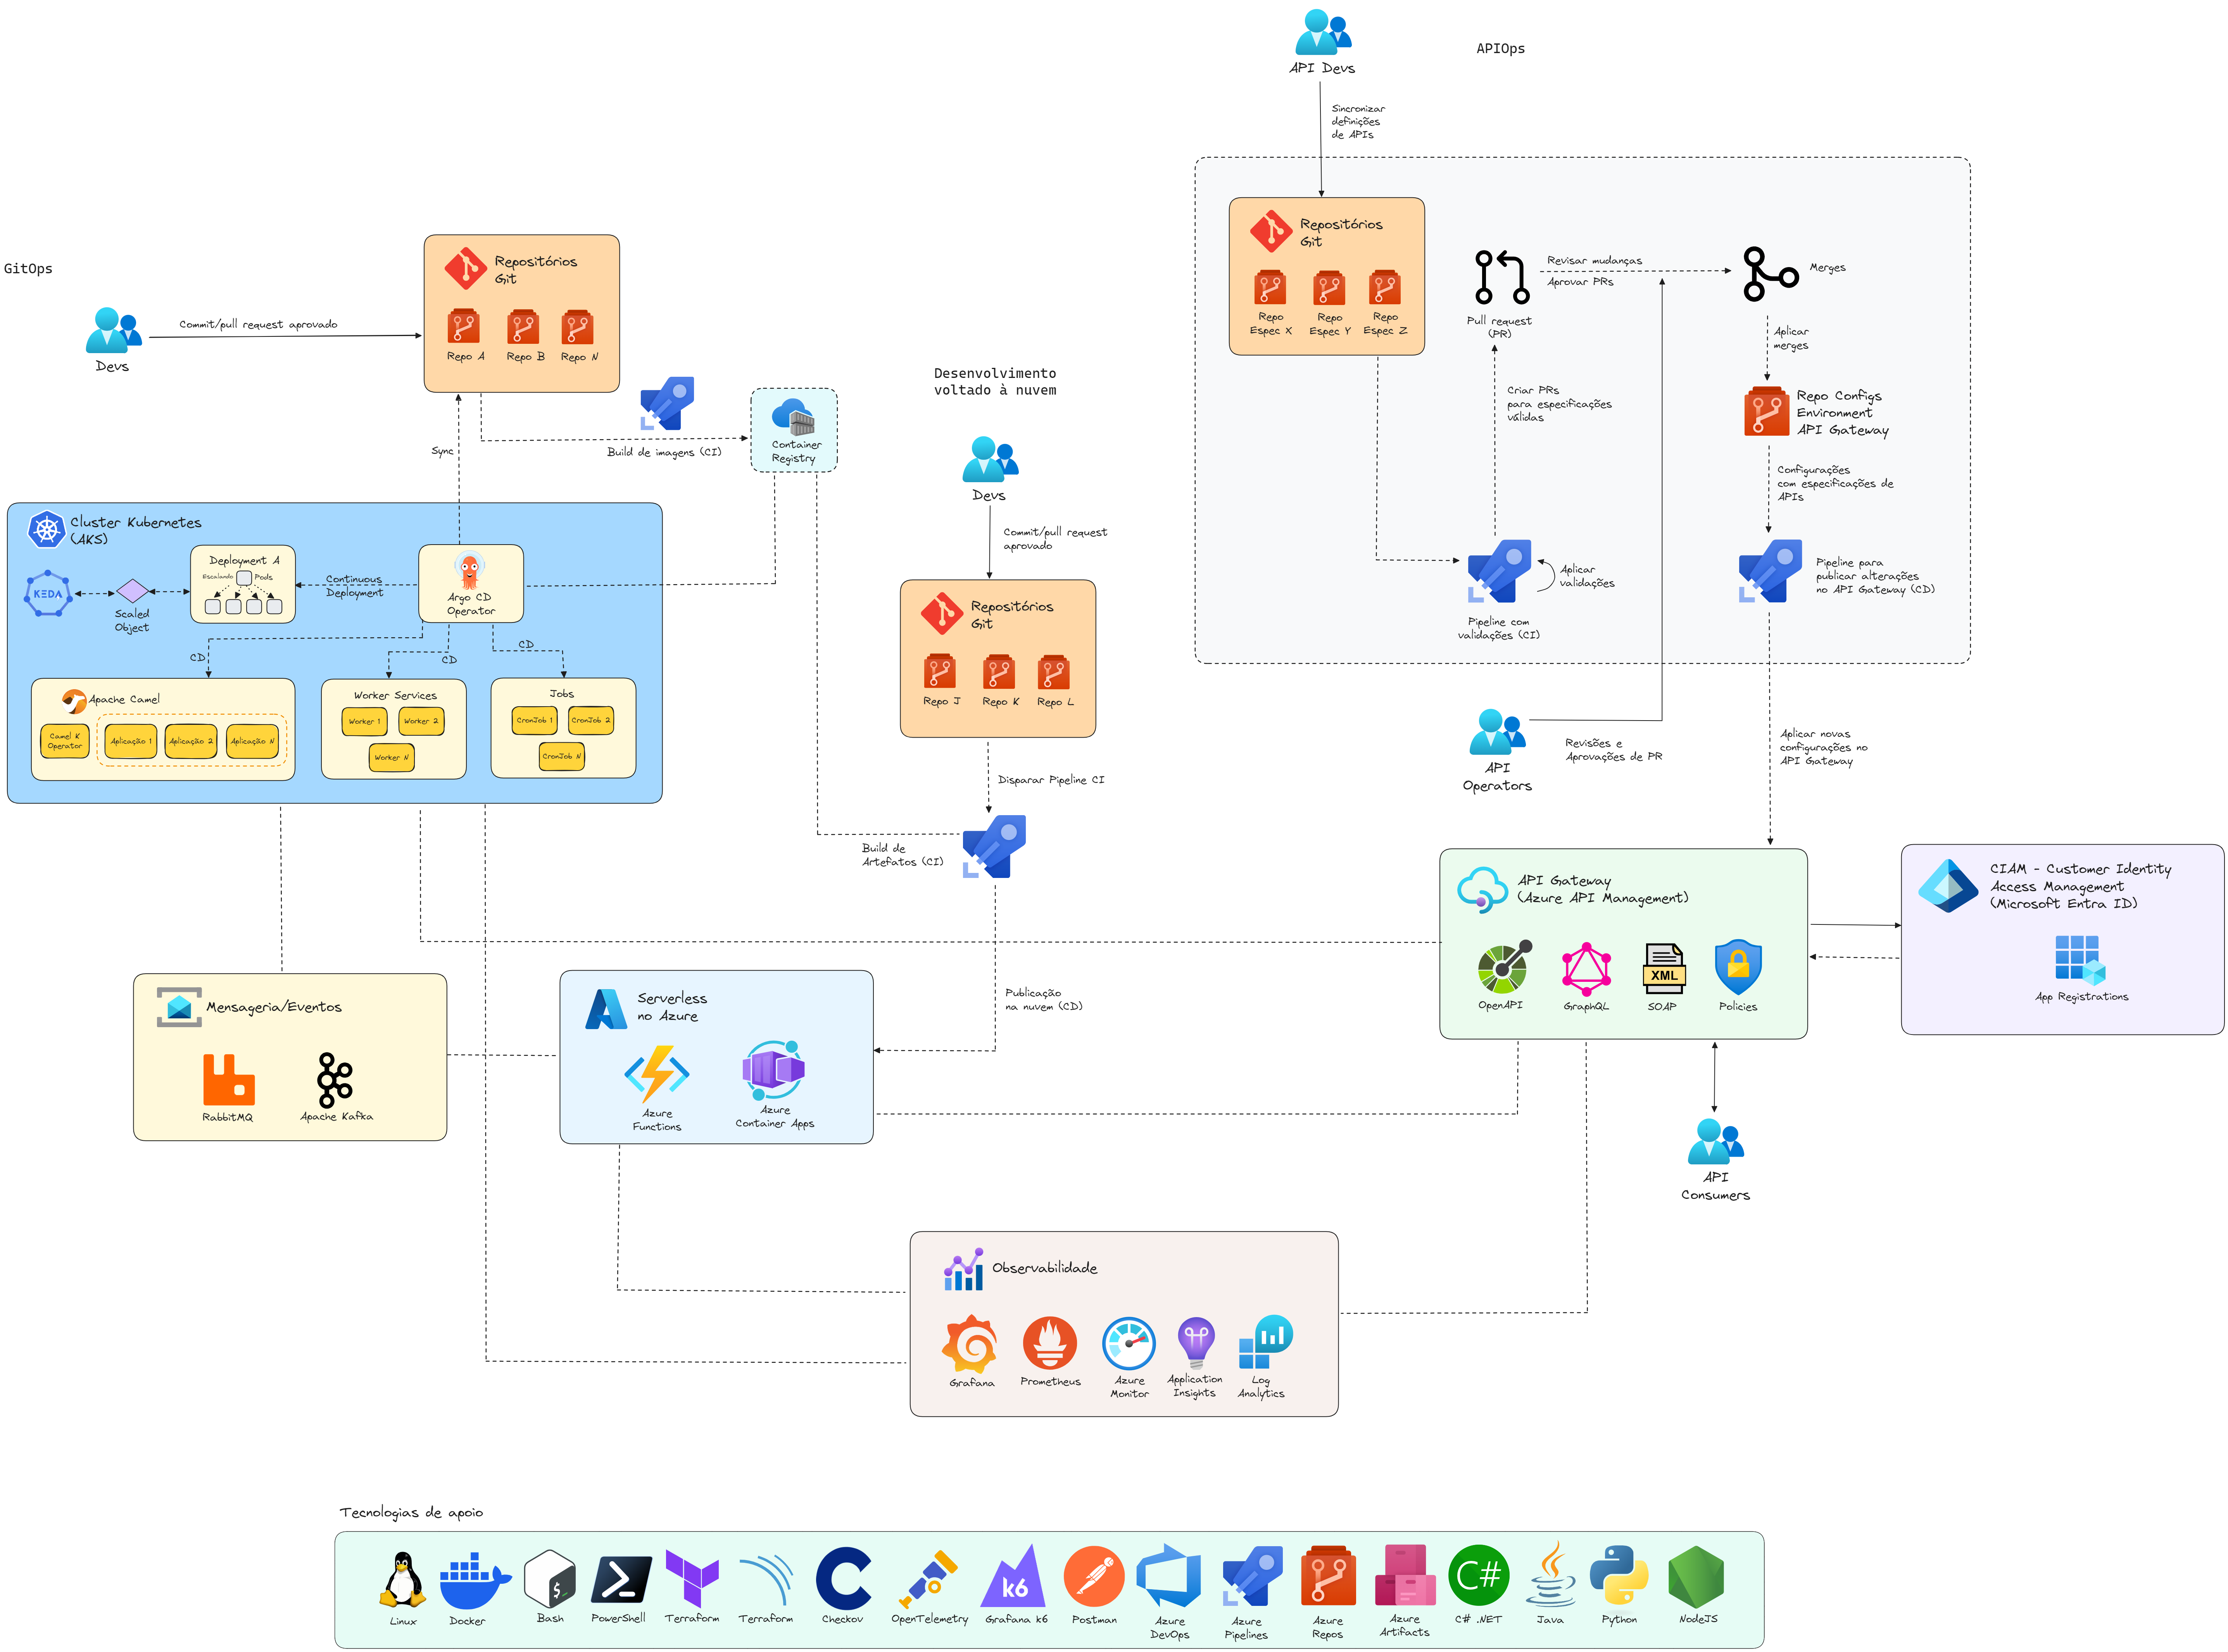 API Devs
APIOps
Sincronizar
definições
de APIs
Repositórios
Git
Repo
Espec X
Repo
Espec Y
Repo
Espec Z
Pull request
(PR)
Revisar mudanças
Aprovar PRs
Merges
Aplicar
merges
Criar PRs
para especificações
válidas
Repo Configs
Environment
API Gateway
Configurações
com especificações de
APIs
Aplicar
validações
Pipeline com
validações (CI)
Pipeline para
publicar alterações
no API Gateway (CD)
API
Operators
Revisões e
Aprovações de PR
Aplicar novas
configurações no
API Gateway
GitOps
Devs
Commit/pull request aprovado
Repositórios
Git
Repo A
Repo B
Repo N
Sync
Build de imagens (CI)
Container
Registry
Cluster Kubernetes
(AKS)
KEDA
Scaled
Object
Deployment A
Escalando
Pods
Continuous
Deployment
Argo CD
Operator
CD
CD
CD
Apache Camel
Camel K
Operator
Aplicação 1
Aplicação 2
Aplicação N
Worker Services
Worker 1
Worker 2
Worker N
Jobs
CronJob 1
CronJob 2
CronJob N
Desenvolvimento
voltado à nuvem
Devs
Commit/pull request
aprovado
Repositórios
Git
Repo J
Repo K
Repo L
Disparar Pipeline CI
Build de
Artefatos (CI)
Publicação
na nuvem (CD)
API Gateway
(Azure API Management)
OpenAPI
GraphQL
XML
SOAP
Policies
CIAM - Customer Identity
Access Management
(Microsoft Entra ID)
App Registrations
API
Consumers
Mensageria/Eventos
RabbitMQ
Apache Kafka
Serverless
no Azure
Azure
Functions
Azure
Container Apps
Observabilidade
Grafana
Prometheus
Azure
Monitor
Application
Insights
Log
Analytics
Tecnologias de apoio
Linux
Docker
$_
Bash
PowerShell
Terraform
Terraform
Checkov
OpenTelemetry
k6
Grafana k6
Postman
Azure
DevOps
Azure
Pipelines
Azure
Repos
Azure
Artifacts
C#
C# .NET
Java
Python
NodeJS